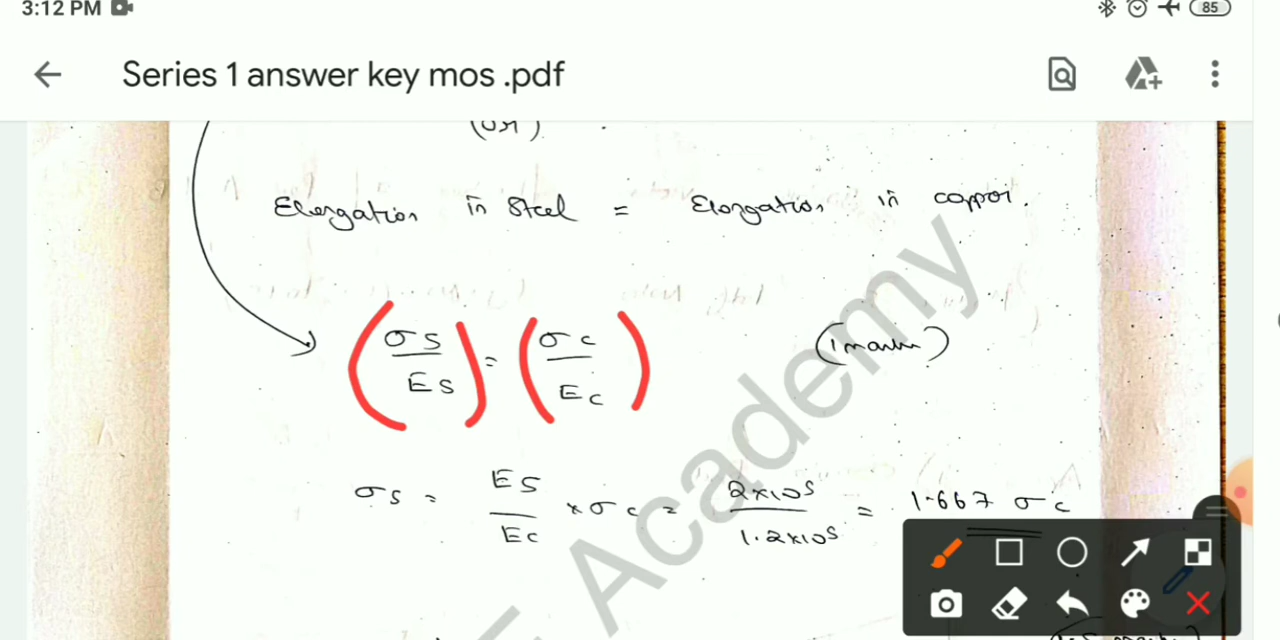 3:12 PM
85
Series 1 answer key mos .pdf
(or)
Elongation in Steel = Elongation in copper.
(σs/Es) = (σc/Ec) (1 mark)
σs = Es/Ec × σc = 2×10⁵/1.2×10⁵ = 1.667 σc
Academy